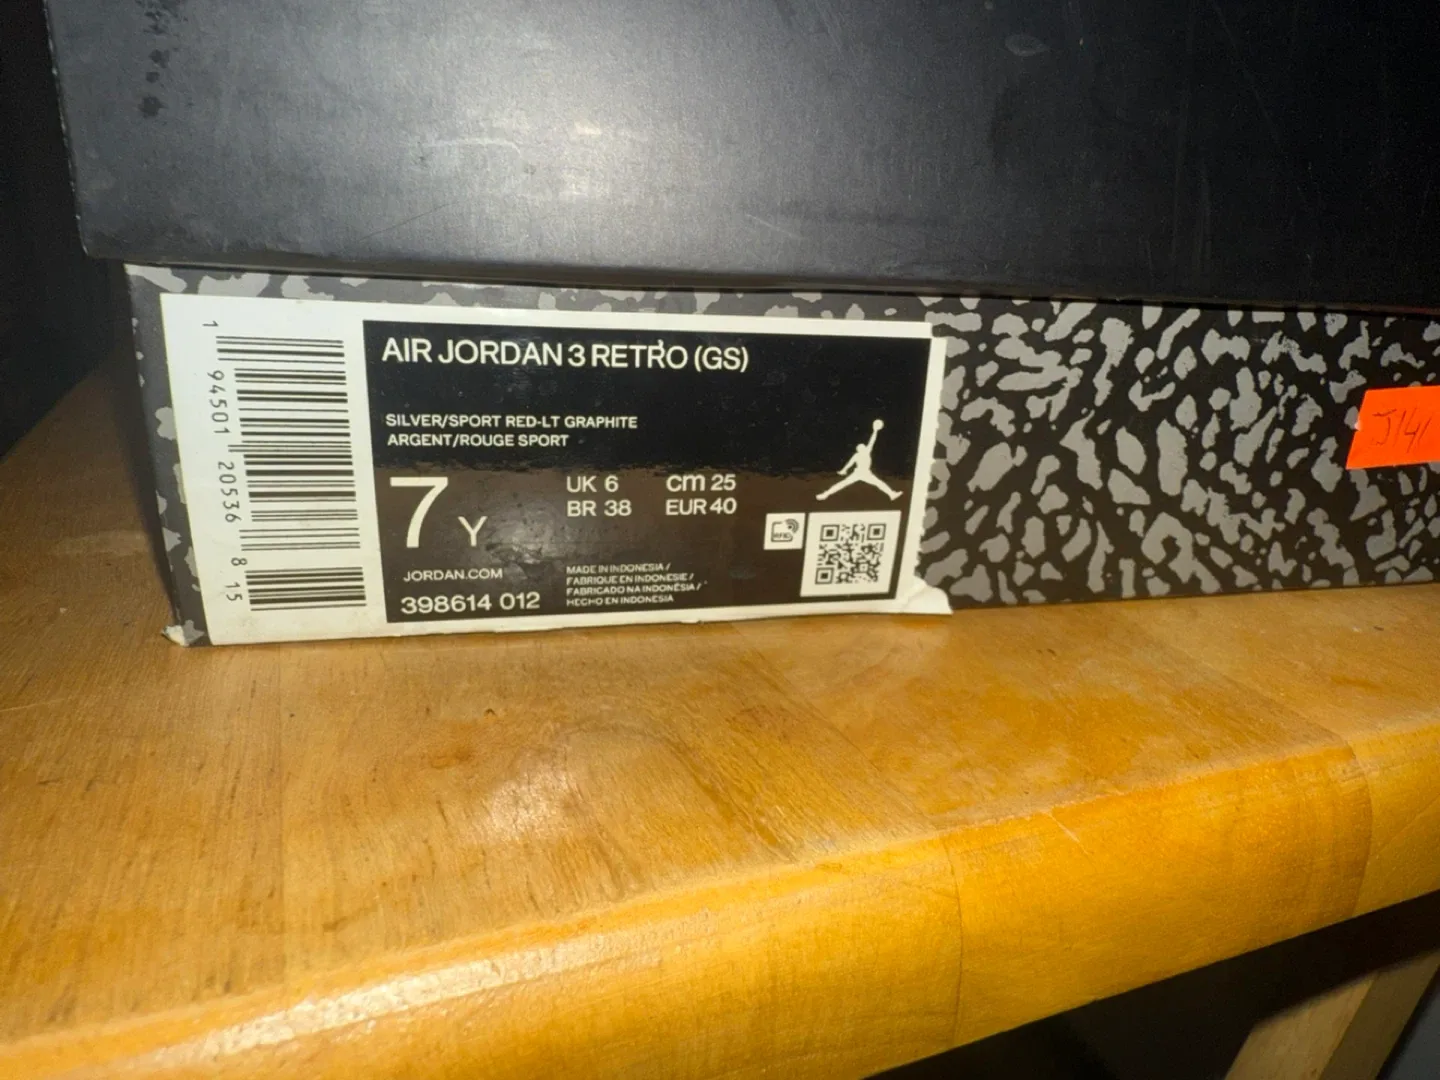 1 94501 20536 8 15
AIR JORDAN 3 RETRO (GS)
SILVER/SPORT RED-LT GRAPHITE
ARGENT/ROUGE SPORT
7 Y
UK 6 cm 25
BR 38 EUR 40
JORDAN.COM
398614 012
MADE IN INDONESIA /
FABRIQUE EN INDONESIE /
FABRICADO NA INDONÉSIA /
HECHO EN INDONESIA
RFID
J141